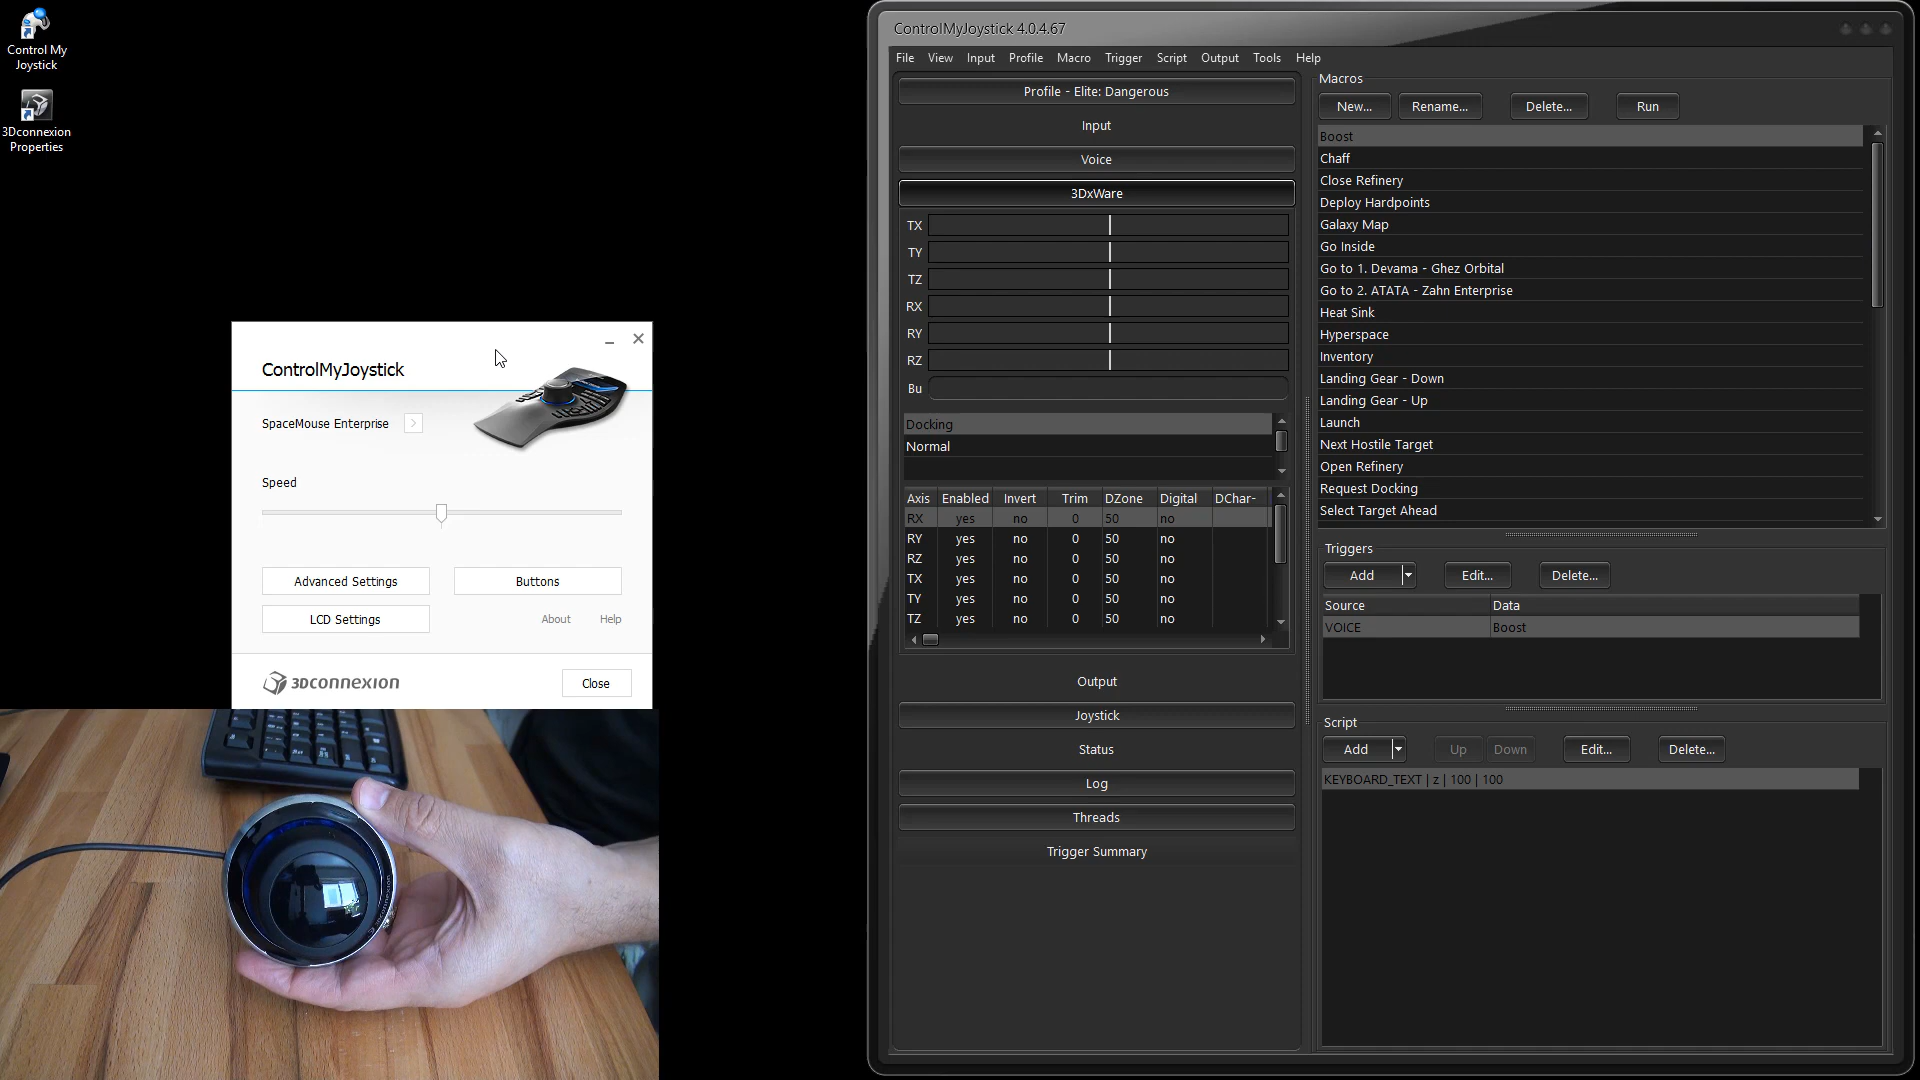 Control My
Joystick
3Dconnexion
Properties
ControlMyJoystick
SpaceMouse Enterprise
Speed
Advanced Settings
Buttons
LCD Settings
About
Help
3Dconnexion
Close
3Dconnexion
ControlMyJoystick 4.0.4.67
File View Input Profile Macro Trigger Script Output Tools Help
Profile - Elite: Dangerous
Input
Voice
3DxWare
TX
TY
TZ
RX
RY
RZ
Bu
Docking
Normal
Axis Enabled Invert Trim DZone Digital DChar-
RX yes no 0 50 no
RY yes no 0 50 no
RZ yes no 0 50 no
TX yes no 0 50 no
TY yes no 0 50 no
TZ yes no 0 50 no
Output
Joystick
Status
Log
Threads
Trigger Summary
Macros
New... Rename... Delete... Run
Boost
Chaff
Close Refinery
Deploy Hardpoints
Galaxy Map
Go Inside
Go to 1. Devama - Ghez Orbital
Go to 2. ATATA - Zahn Enterprise
Heat Sink
Hyperspace
Inventory
Landing Gear - Down
Landing Gear - Up
Launch
Next Hostile Target
Open Refinery
Request Docking
Select Target Ahead
Triggers
Add Edit... Delete...
Source Data
VOICE Boost
Script
Add Up Down Edit... Delete...
KEYBOARD_TEXT | z | 100 | 100